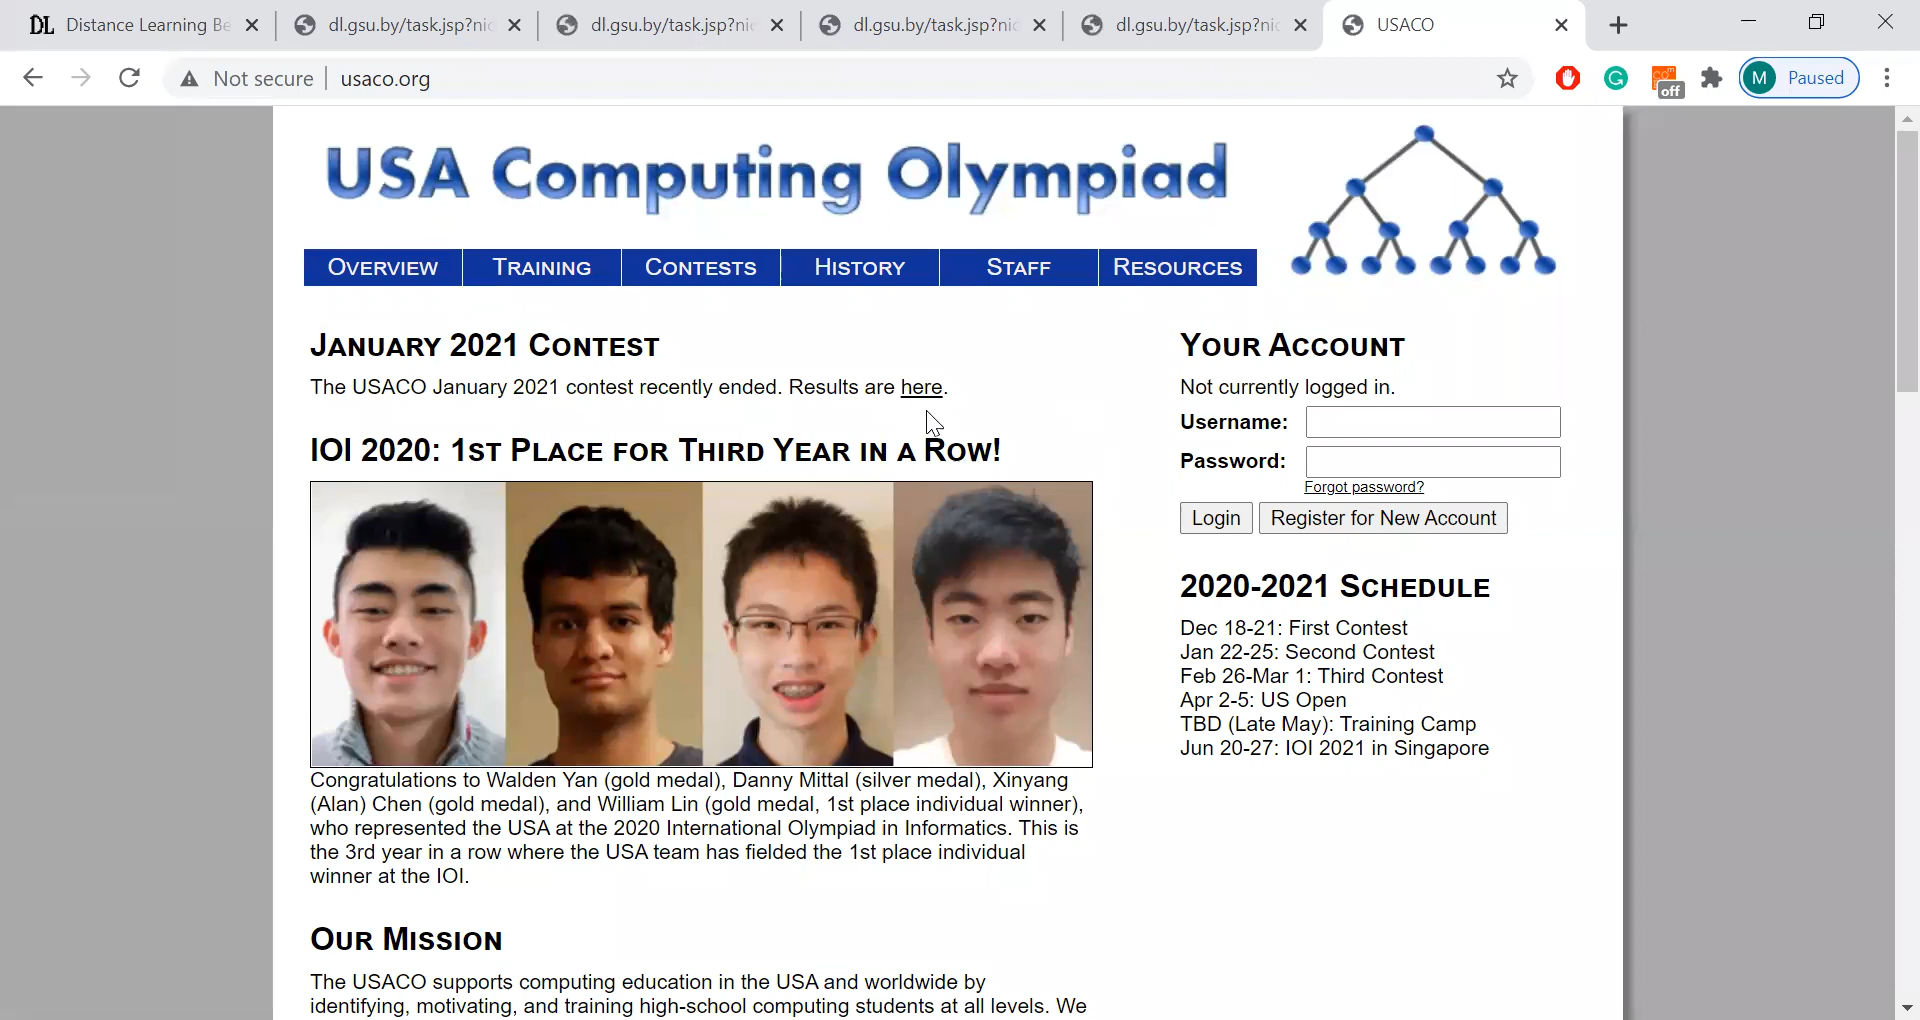 DL Distance Learning Be
dl.gsu.by/task.jsp?nic
dl.gsu.by/task.jsp?nic
dl.gsu.by/task.jsp?nic
dl.gsu.by/task.jsp?nic
USACO
Not secure | usaco.org
off
M Paused
USA Computing Olympiad
OVERVIEW TRAINING CONTESTS HISTORY STAFF RESOURCES
JANUARY 2021 CONTEST
The USACO January 2021 contest recently ended. Results are here.
IOI 2020: 1ST PLACE FOR THIRD YEAR IN A ROW!
Congratulations to Walden Yan (gold medal), Danny Mittal (silver medal), Xinyang
(Alan) Chen (gold medal), and William Lin (gold medal, 1st place individual winner),
who represented the USA at the 2020 International Olympiad in Informatics. This is
the 3rd year in a row where the USA team has fielded the 1st place individual
winner at the IOI.
OUR MISSION
The USACO supports computing education in the USA and worldwide by
identifying, motivating, and training high-school computing students at all levels. We
YOUR ACCOUNT
Not currently logged in.
Username:
Password:
Forgot password?
Login Register for New Account
2020-2021 SCHEDULE
Dec 18-21: First Contest
Jan 22-25: Second Contest
Feb 26-Mar 1: Third Contest
Apr 2-5: US Open
TBD (Late May): Training Camp
Jun 20-27: IOI 2021 in Singapore